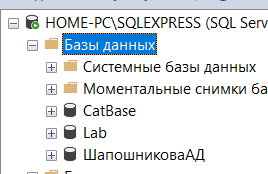 HOME-PC\SQLEXPRESS (SQL Serv
Базы данных
Системные базы данных
Моментальные снимки ба
CatBase
Lab
ШапошниковаАД